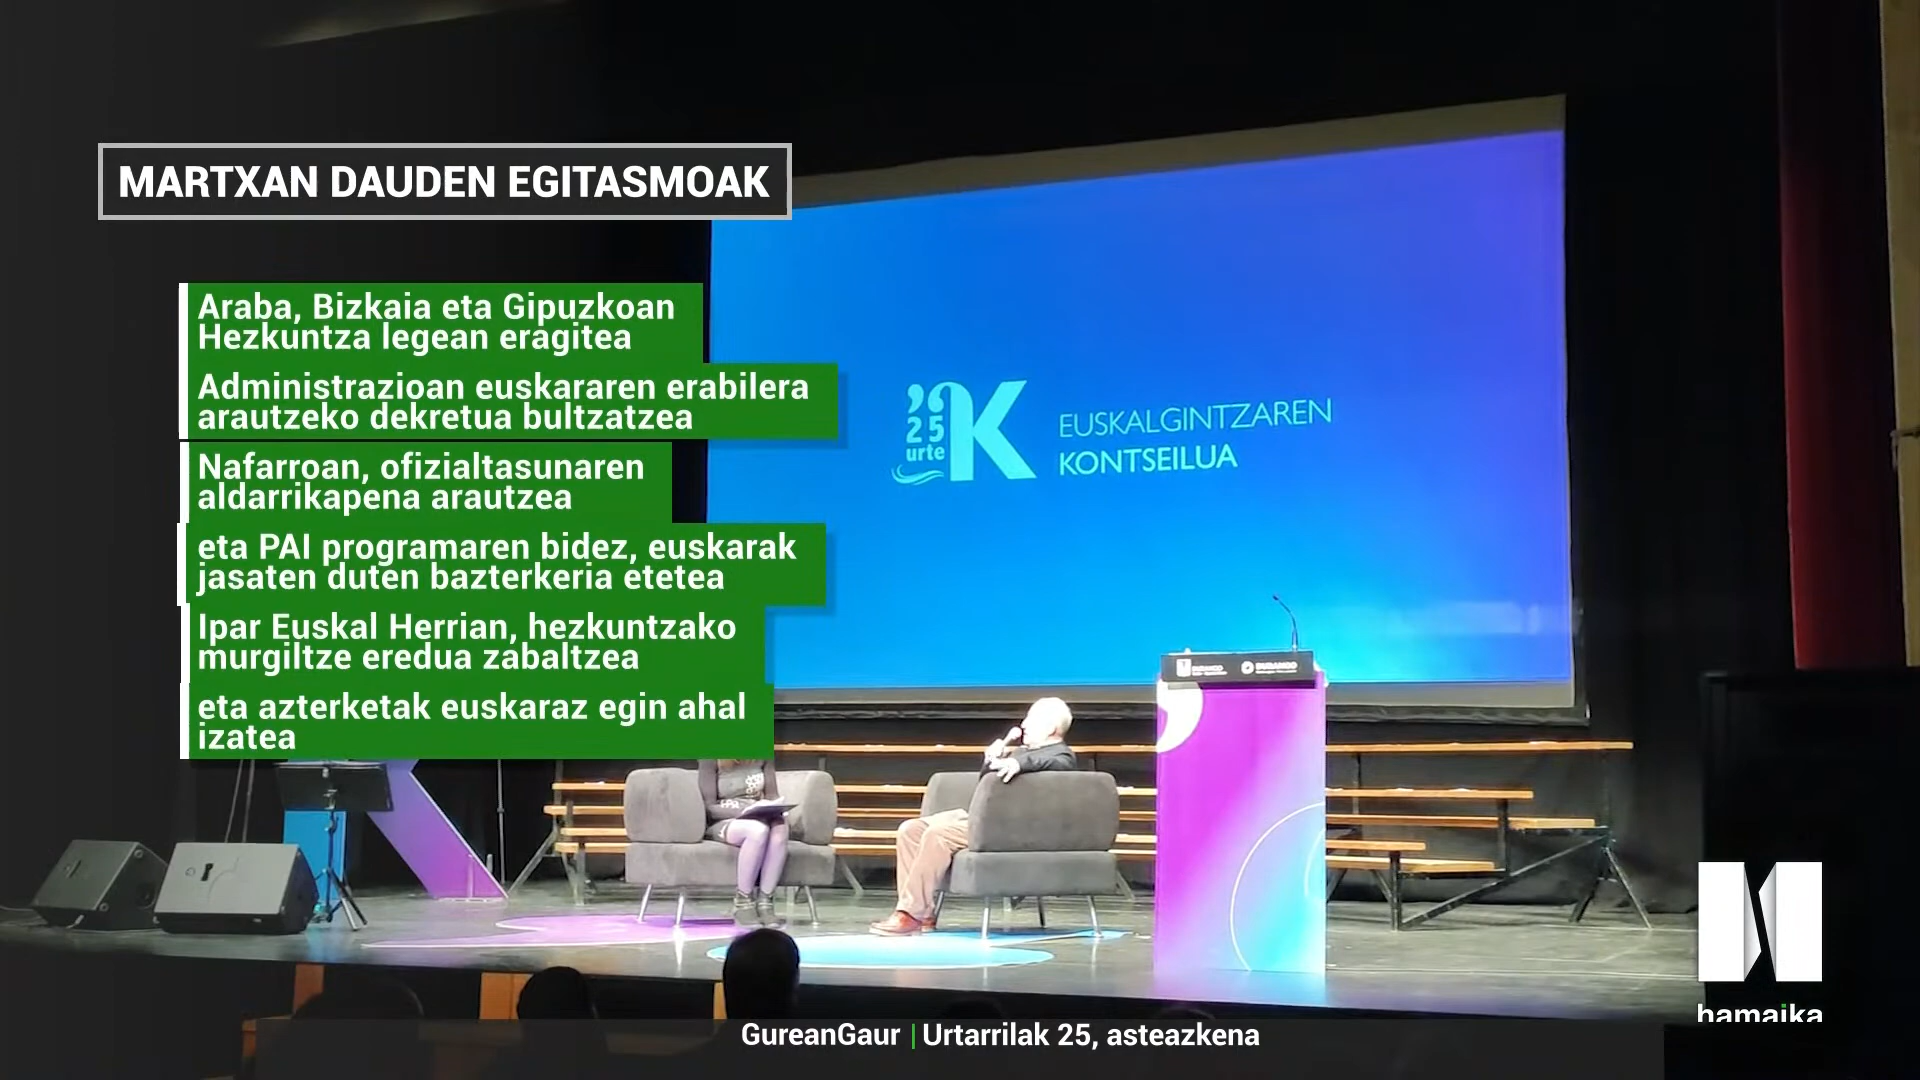 MARTXAN DAUDEN EGITASMOAK
Araba, Bizkaia eta Gipuzkoan
Hezkuntza legean eragitea
Administrazioan euskararen erabilera
arautzeko dekretua bultzatzea
Nafarroan, ofizialtasunaren
aldarrikapena arautzea
eta PAI programaren bidez, euskarak
jasaten duten bazterkeria etetea
Ipar Euskal Herrian, hezkuntzako
murgiltze eredua zabaltzea
eta azterketak euskaraz egin ahal
izatea
25
urte
K
EUSKALGINTZAREN
KONTSEILUA
hamaika
GureanGaur | Urtarrilak 25, asteazkena